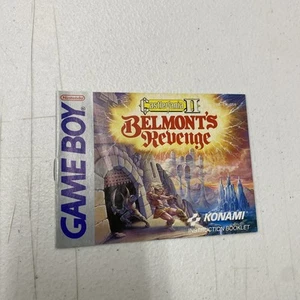 Nintendo
GAME BOY
Castlevania II
BELMONT'S
Revenge
KONAMI
INSTRUCTION BOOKLET